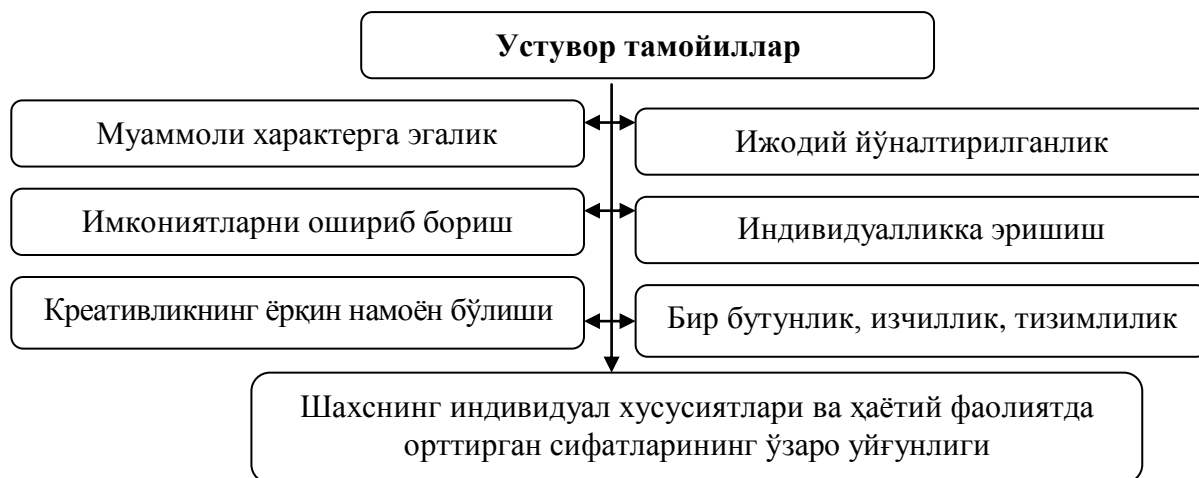 Устувор тамойиллар
Муаммоли характерга эгалик
Ижодий йўналтирилганлик
Имкониятларни ошириб бориш
Индивидуалликка эришиш
Креативликнинг ёрқин намоён бўлиши
Бир бутунлик, изчиллик, тизимлилик
Шахснинг индивидуал хусусиятлари ва ҳаётий фаолиятда
орттирган сифатларининг ўзаро уйғунлиги